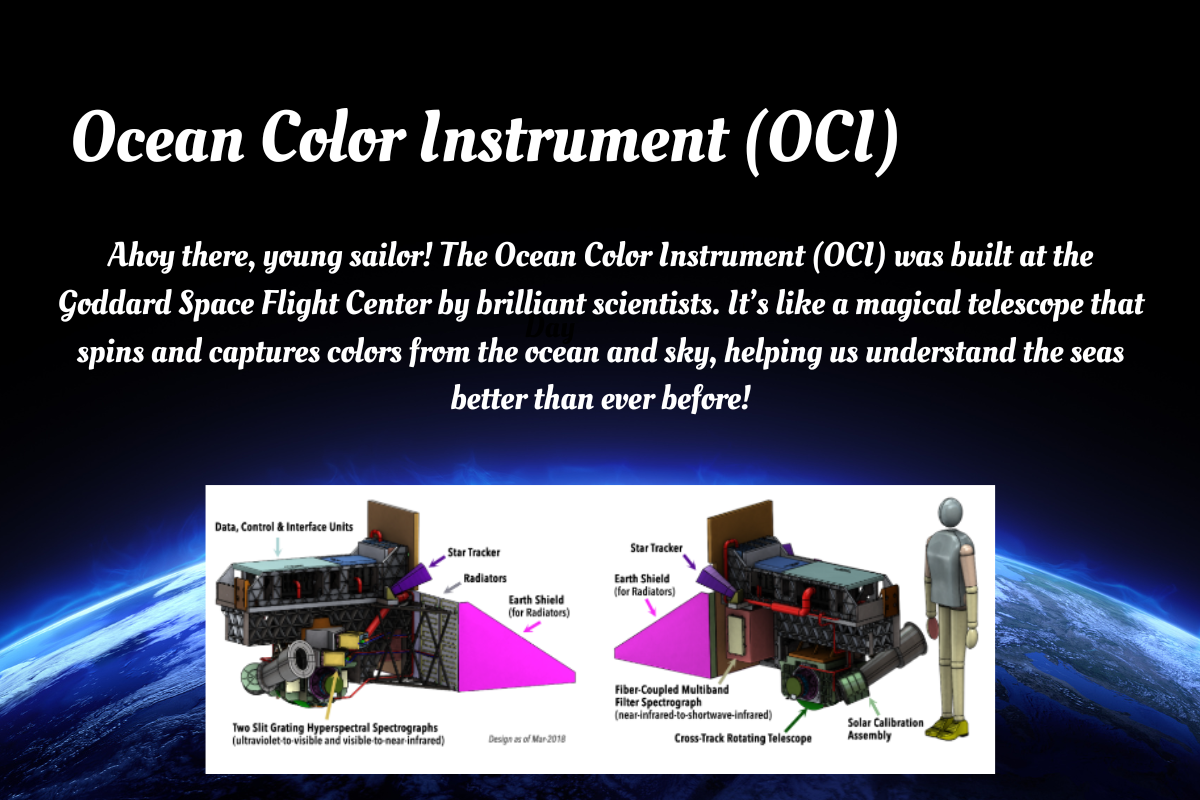 Ocean Color Instrument (OCI)
Ahoy there, young sailor! The Ocean Color Instrument (OCI) was built at the
Goddard Space Flight Center by brilliant scientists. It's like a magical telescope that
Day
spins and captures colors from the ocean and sky, helping us understand the seas
better than ever before!
Data, Control & Interface Units
Star Tracker
Radiators
Earth Shield
(for Radiators)
Two Slit Grating Hyperspectral Spectrographs
(ultraviolet-to-visible and visible-to-near-infrared)
Design as of Mar-2018
Star Tracker
Earth Shield
(for Radiators)
Fiber-Coupled Multiband
Filter Spectrograph
(near-infrared-to-shortwave-infrared)
Cross-Track Rotating Telescope
Solar Calibration
Assembly